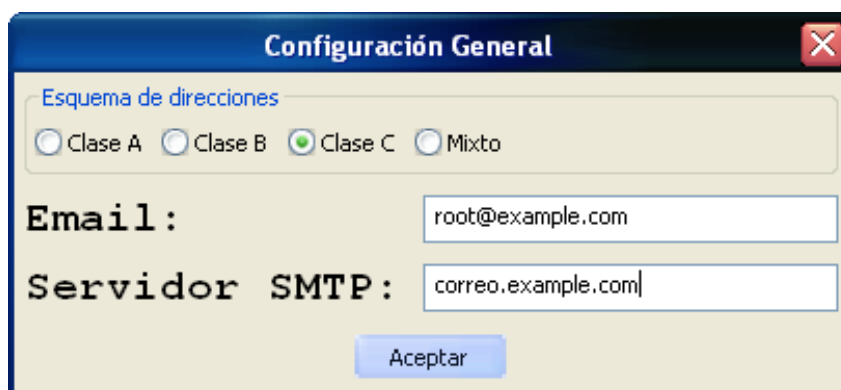 Configuración General
Esquema de direcciones
Clase A Clase B Clase C Mixto
Email: root@example.com
Servidor SMTP: correo.example.com
Aceptar